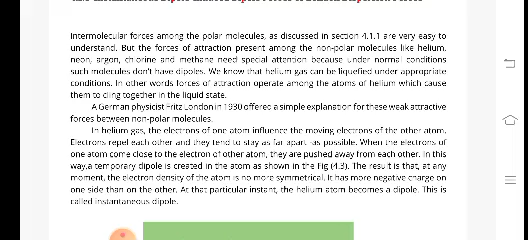 Intermolecular forces among the polar molecules, as discussed in section 4.1.1 are very easy to
understand. But the forces of attraction present among the non-polar molecules like helium,
neon, argon, chlorine and methane need special attention because under normal conditions
such molecules don't have dipoles. We know that helium gas can be liquefied under appropriate
conditions. In other words forces of attraction operate among the atoms of helium which cause
them to cling together in the liquid state.
A German physicist Fritz London in 1930 offered a simple explanation for these weak attractive
forces between non-polar molecules.
In helium gas, the electrons of one atom influence the moving electrons of the other atom.
Electrons repel each other and they tend to stay as far apart -as possible. When the electrons of
one atom come close to the electron of other atom, they are pushed away from each other. In this
way,a temporary dipole is created in the atom as shown in the Fig (4.3). The result is that, at any
moment, the electron density of the atom is no more symmetrical. It has more negative charge on
one side than on the other. At that particular instant, the helium atom becomes a dipole. This is
called instantaneous dipole.